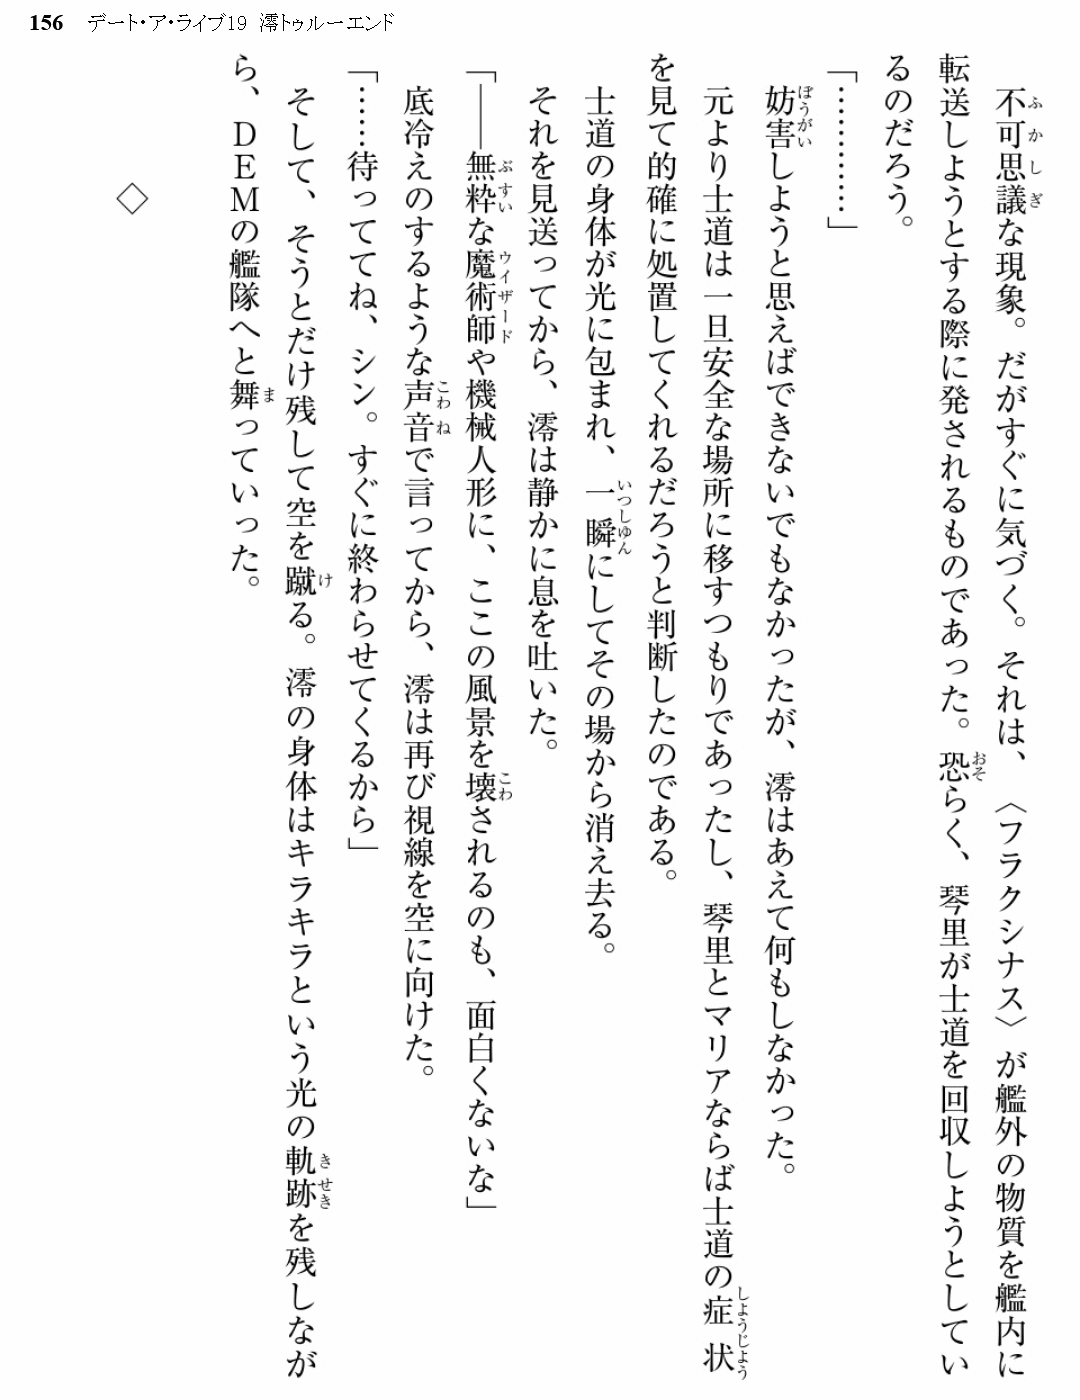 156 デート・ア・ライブ19 澪トゥルーエンド
不可思議な現象。だがすぐに気づく。それは、〈フラクシナス〉が艦外の物質を艦内に
転送しようとする際に発されるものであった。恐らく、琴里が士道を回収しようとしてい
るのだろう。
「…………」
妨害しようと思えばできないでもなかったが、澪はあえて何もしなかった。
元より士道は一旦安全な場所に移すつもりであったし、琴里とマリアならば士道の症状
を見て的確に処置してくれるだろうと判断したのである。
士道の身体が光に包まれ、一瞬にしてその場から消え去る。
それを見送ってから、澪は静かに息を吐いた。
「――無粋な魔術師や機械人形に、ここの風景を壊されるのも、面白くないな」
底冷えのするような声音で言ってから、澪は再び視線を空に向けた。
「……待っててね、シン。すぐに終わらせてくるから」
そして、そうとだけ残して空を蹴る。澪の身体はキラキラという光の軌跡を残しなが
ら、ＤＥＭの艦隊へと舞っていった。
◇